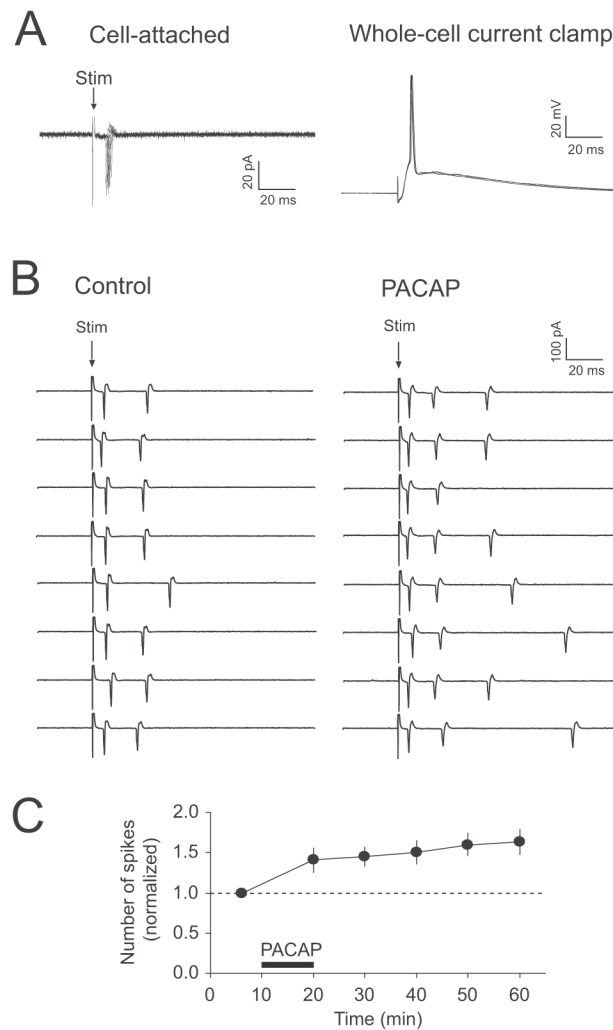 A
Cell-attached
Whole-cell current clamp
Stim
20 pA
20 ms
20 mV
20 ms
B
Control
PACAP
Stim
Stim
100 pA
20 ms
C
Number of spikes
(normalized)
2.0
1.5
1.0
0.5
0.0
PACAP
0 10 20 30 40 50 60
Time (min)